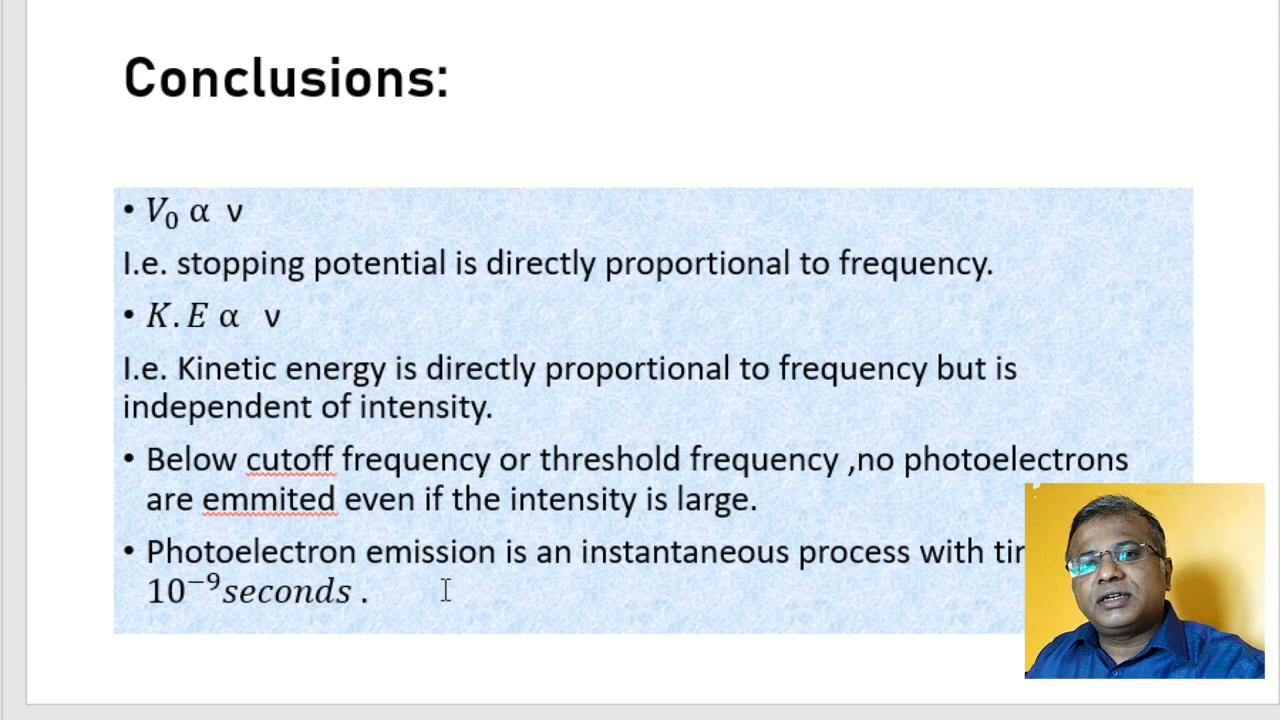 Conclusions:
• V₀ α ν
I.e. stopping potential is directly proportional to frequency.
• K.E α ν
I.e. Kinetic energy is directly proportional to frequency but is
independent of intensity.
• Below cutoff frequency or threshold frequency ,no photoelectrons
are emmited even if the intensity is large.
• Photoelectron emission is an instantaneous process with
10⁻⁹seconds .